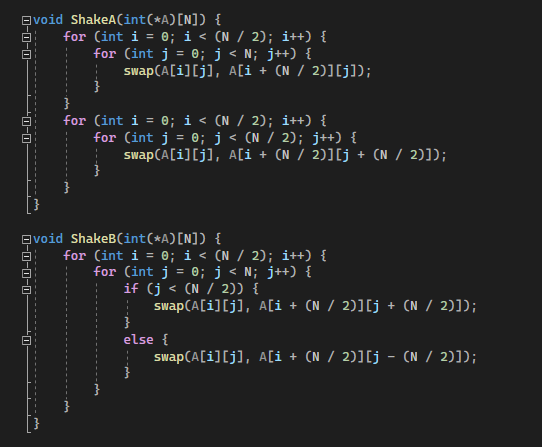 void ShakeA(int(*A)[N]) {
    for (int i = 0; i < (N / 2); i++) {
        for (int j = 0; j < N; j++) {
            swap(A[i][j], A[i + (N / 2)][j]);
        }
    }
    for (int i = 0; i < (N / 2); i++) {
        for (int j = 0; j < (N / 2); j++) {
            swap(A[i][j], A[i + (N / 2)][j + (N / 2)]);
        }
    }
}

void ShakeB(int(*A)[N]) {
    for (int i = 0; i < (N / 2); i++) {
        for (int j = 0; j < N; j++) {
            if (j < (N / 2)) {
                swap(A[i][j], A[i + (N / 2)][j + (N / 2)]);
            }
            else {
                swap(A[i][j], A[i + (N / 2)][j - (N / 2)]);
            }
        }
    }
}